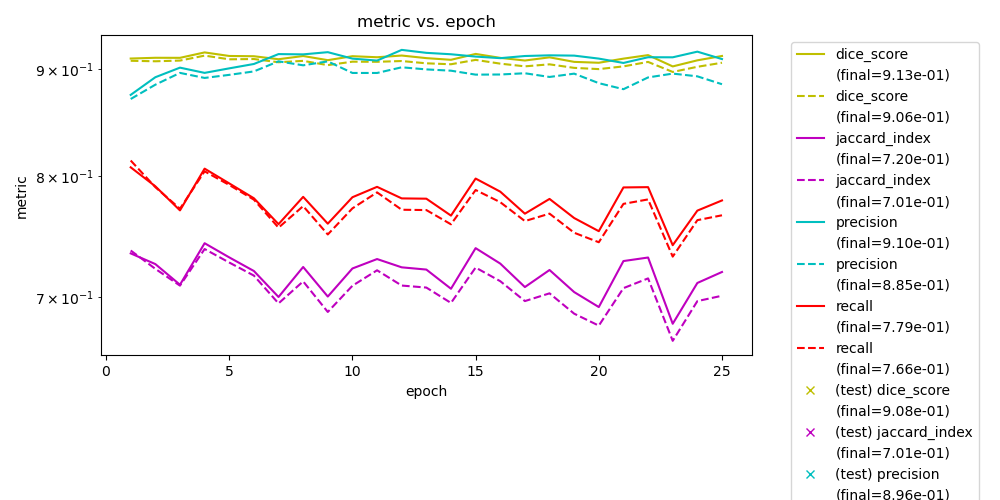 metric vs. epoch
metric
9 × 10⁻¹
8 × 10⁻¹
7 × 10⁻¹
0 5 10 15 20 25
epoch
dice_score
(final=9.13e-01)
dice_score
(final=9.06e-01)
jaccard_index
(final=7.20e-01)
jaccard_index
(final=7.01e-01)
precision
(final=9.10e-01)
precision
(final=8.85e-01)
recall
(final=7.79e-01)
recall
(final=7.66e-01)
(test) dice_score
(final=9.08e-01)
(test) jaccard_index
(final=7.01e-01)
(test) precision
(final=8.96e-01)